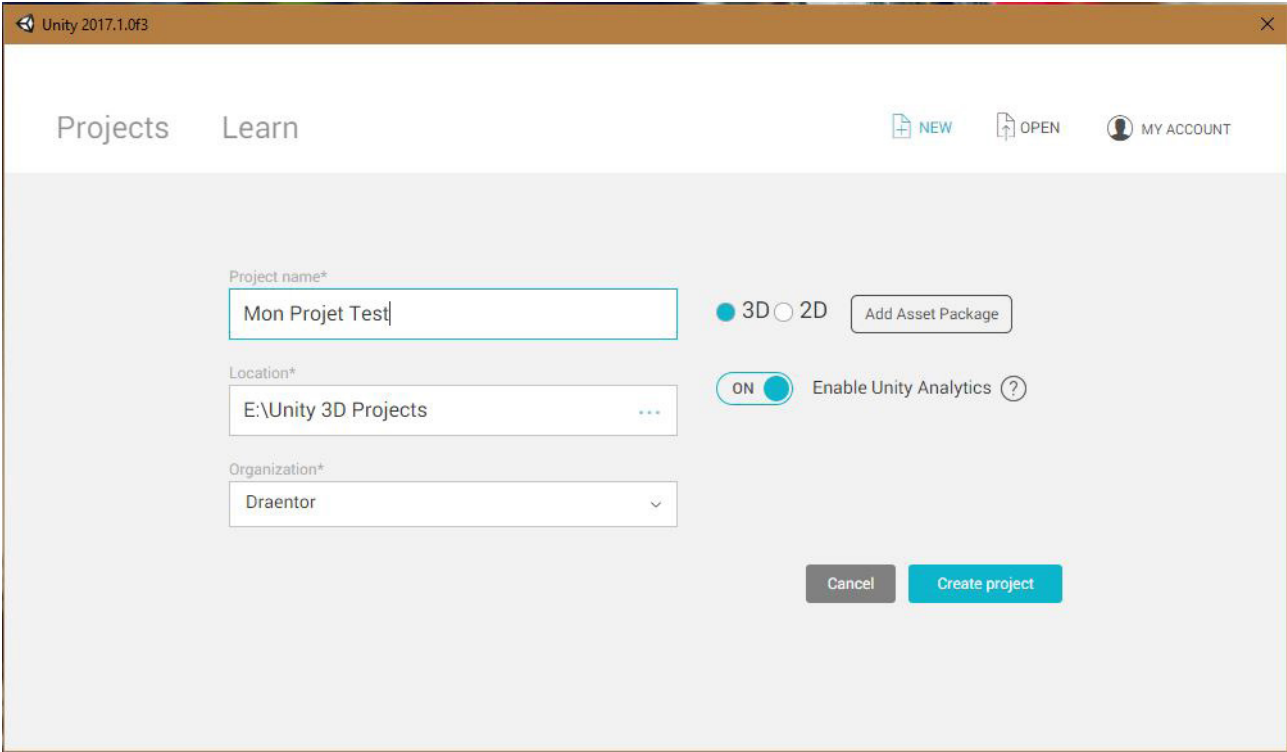 Unity 2017.1.0f3
Projects Learn NEW OPEN MY ACCOUNT
Project name*
Mon Projet Test
3D 2D Add Asset Package
Location*
E:\Unity 3D Projects ...
ON Enable Unity Analytics ?
Organization*
Draentor
Cancel Create project